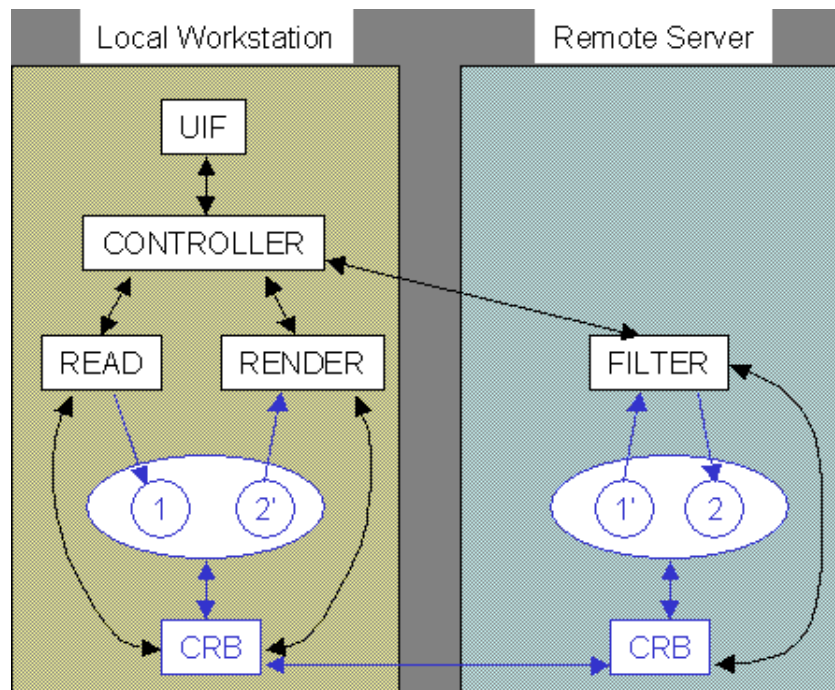 Local Workstation
Remote Server
UIF
CONTROLLER
READ
RENDER
FILTER
1
2'
1'
2
CRB
CRB